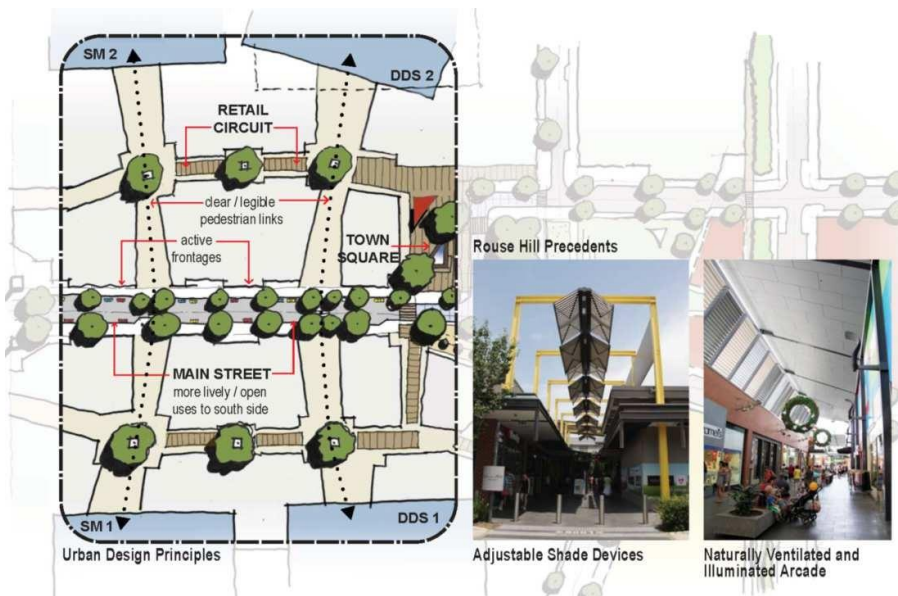 SM 2
DDS 2
RETAIL
CIRCUIT
clear / legible
pedestrian links
active
frontages
TOWN
SQUARE
MAIN STREET
more lively / open
uses to south side
SM 1
DDS 1
Urban Design Principles
Rouse Hill Precedents
Adjustable Shade Devices
Naturally Ventilated and
Illuminated Arcade